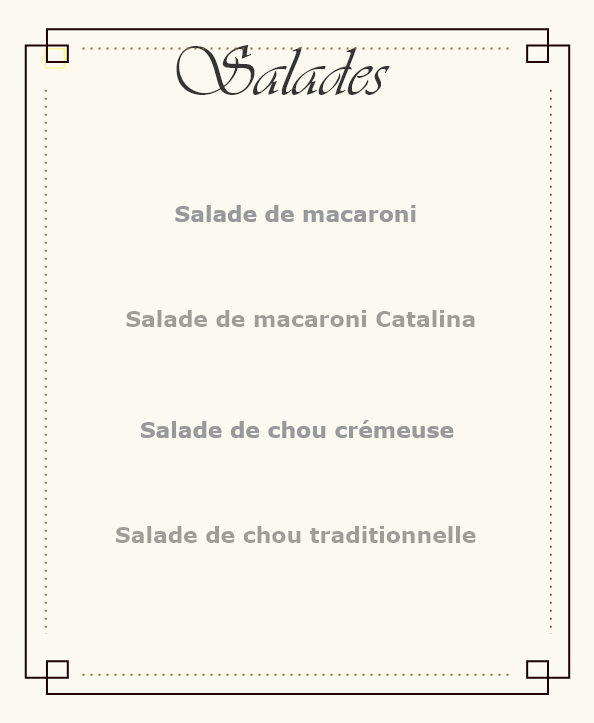 Salades
Salade de macaroni
Salade de macaroni Catalina
Salade de chou crémeuse
Salade de chou traditionnelle